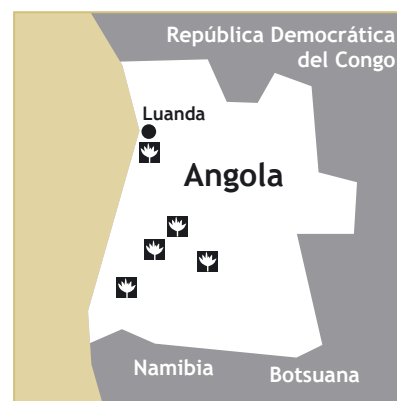 República Democrática
del Congo
Luanda
Angola
Namibia
Botsuana